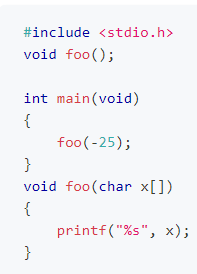 #include <stdio.h>
void foo();

int main(void)
{
    foo(-25);
}
void foo(char x[])
{
    printf("%s", x);
}